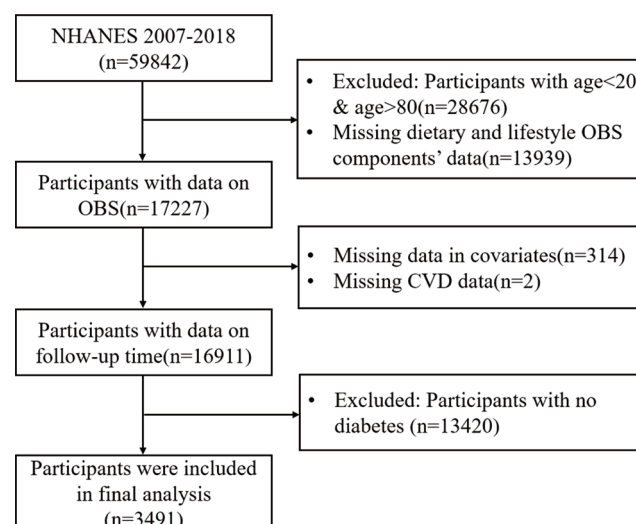 NHANES 2007-2018
(n=59842)
• Excluded: Participants with age<20
& age>80(n=28676)
• Missing dietary and lifestyle OBS
components’ data(n=13939)
Participants with data on
OBS(n=17227)
• Missing data in covariates(n=314)
• Missing CVD data(n=2)
Participants with data on
follow-up time(n=16911)
• Excluded: Participants with no
diabetes (n=13420)
Participants were included
in final analysis
(n=3491)